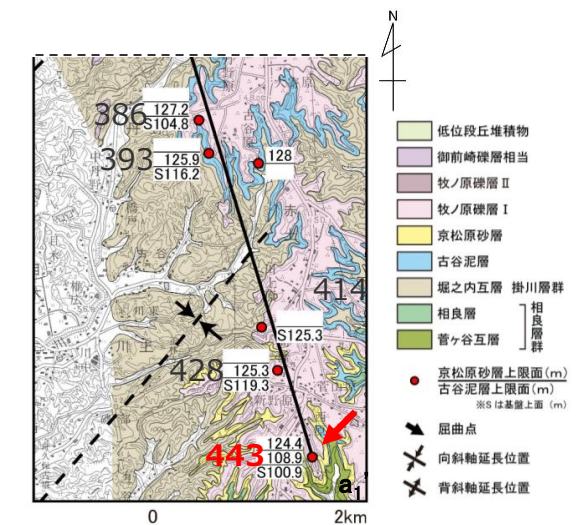 N
386
127.2
S104.8
393
125.9
S116.2
128
414
S125.3
428
125.3
S119.3
新野原
443
124.4
108.9
S100.9
a₁'
0
2km
低位段丘堆積物
御前崎礫層相当
牧ノ原礫層Ⅱ
牧ノ原礫層Ⅰ
京松原砂層
古谷泥層
堀之内互層 掛川層群
相良層
菅ヶ谷互層
相良層群
京松原砂層上限面(m)
古谷泥層上限面(m)
※Sは基盤上面(m)
屈曲点
向斜軸延長位置
背斜軸延長位置